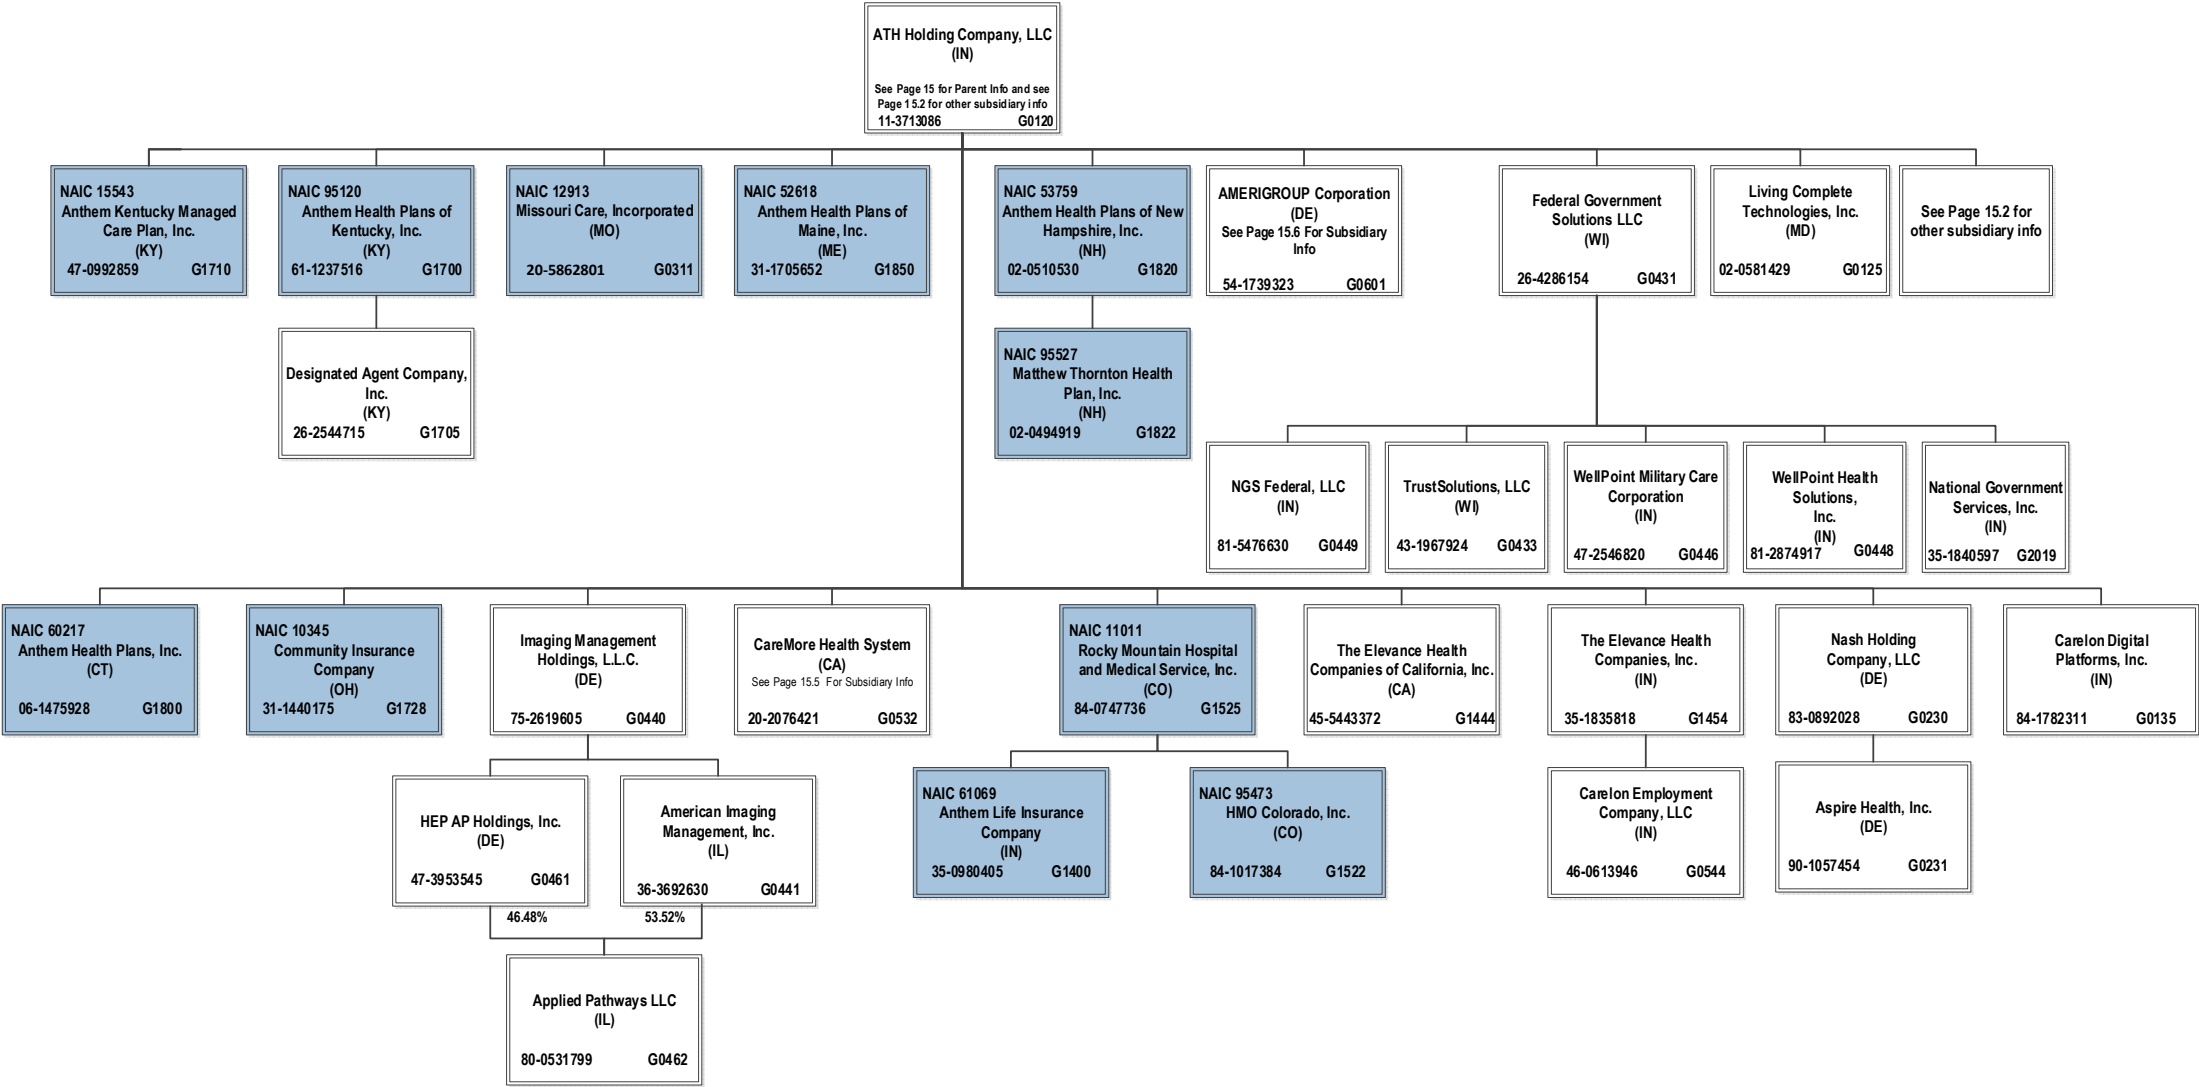 ATH Holding Company, LLC
(IN)
See Page 15 for Parent Info and see
Page 15.2 for other subsidiary info
11-3713086 G0120
NAIC 15543
Anthem Kentucky Managed
Care Plan, Inc.
(KY)
47-0992859 G1710
NAIC 95120
Anthem Health Plans of
Kentucky, Inc.
(KY)
61-1237516 G1700
NAIC 12913
Missouri Care, Incorporated
(MO)
20-5862801 G0311
NAIC 52618
Anthem Health Plans of
Maine, Inc.
(ME)
31-1705652 G1850
NAIC 53759
Anthem Health Plans of New
Hampshire, Inc.
(NH)
02-0510530 G1820
AMERIGROUP Corporation
(DE)
See Page 15.6 For Subsidiary
Info
54-1739323 G0601
Federal Government
Solutions LLC
(WI)
26-4286154 G0431
Living Complete
Technologies, Inc.
(MD)
02-0581429 G0125
See Page 15.2 for
other subsidiary info
Designated Agent Company,
Inc.
(KY)
26-2544715 G1705
NAIC 95527
Matthew Thornton Health
Plan, Inc.
(NH)
02-0494919 G1822
NGS Federal, LLC
(IN)
81-5476630 G0449
TrustSolutions, LLC
(WI)
43-1967924 G0433
WellPoint Military Care
Corporation
(IN)
47-2546820 G0446
WellPoint Health
Solutions,
Inc.
(IN)
81-2874917 G0448
National Government
Services, Inc.
(IN)
35-1840597 G2019
NAIC 60217
Anthem Health Plans, Inc.
(CT)
06-1475928 G1800
NAIC 10345
Community Insurance
Company
(OH)
31-1440175 G1728
Imaging Management
Holdings, L.L.C.
(DE)
75-2619605 G0440
CareMore Health System
(CA)
See Page 15.5 For Subsidiary Info
20-2076421 G0532
NAIC 11011
Rocky Mountain Hospital
and Medical Service, Inc.
(CO)
84-0747736 G1525
The Elevance Health
Companies of California, Inc.
(CA)
45-5443372 G1444
The Elevance Health
Companies, Inc.
(IN)
35-1835818 G1454
Nash Holding
Company, LLC
(DE)
83-0892028 G0230
Carelon Digital
Platforms, Inc.
(IN)
84-1782311 G0135
HEP AP Holdings, Inc.
(DE)
47-3953545 G0461
American Imaging
Management, Inc.
(IL)
36-3692630 G0441
NAIC 61069
Anthem Life Insurance
Company
(IN)
35-0980405 G1400
NAIC 95473
HMO Colorado, Inc.
(CO)
84-1017384 G1522
Carelon Employment
Company, LLC
(IN)
46-0613946 G0544
Aspire Health, Inc.
(DE)
90-1057454 G0231
46.48% 53.52%
Applied Pathways LLC
(IL)
80-0531799 G0462